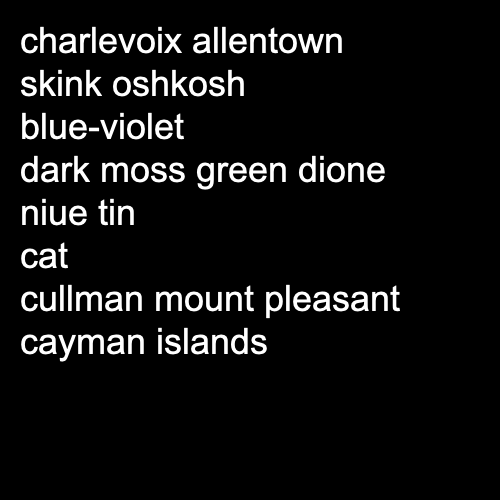 charlevoix allentown
skink oshkosh
blue-violet
dark moss green dione
niue tin
cat
cullman mount pleasant
cayman islands